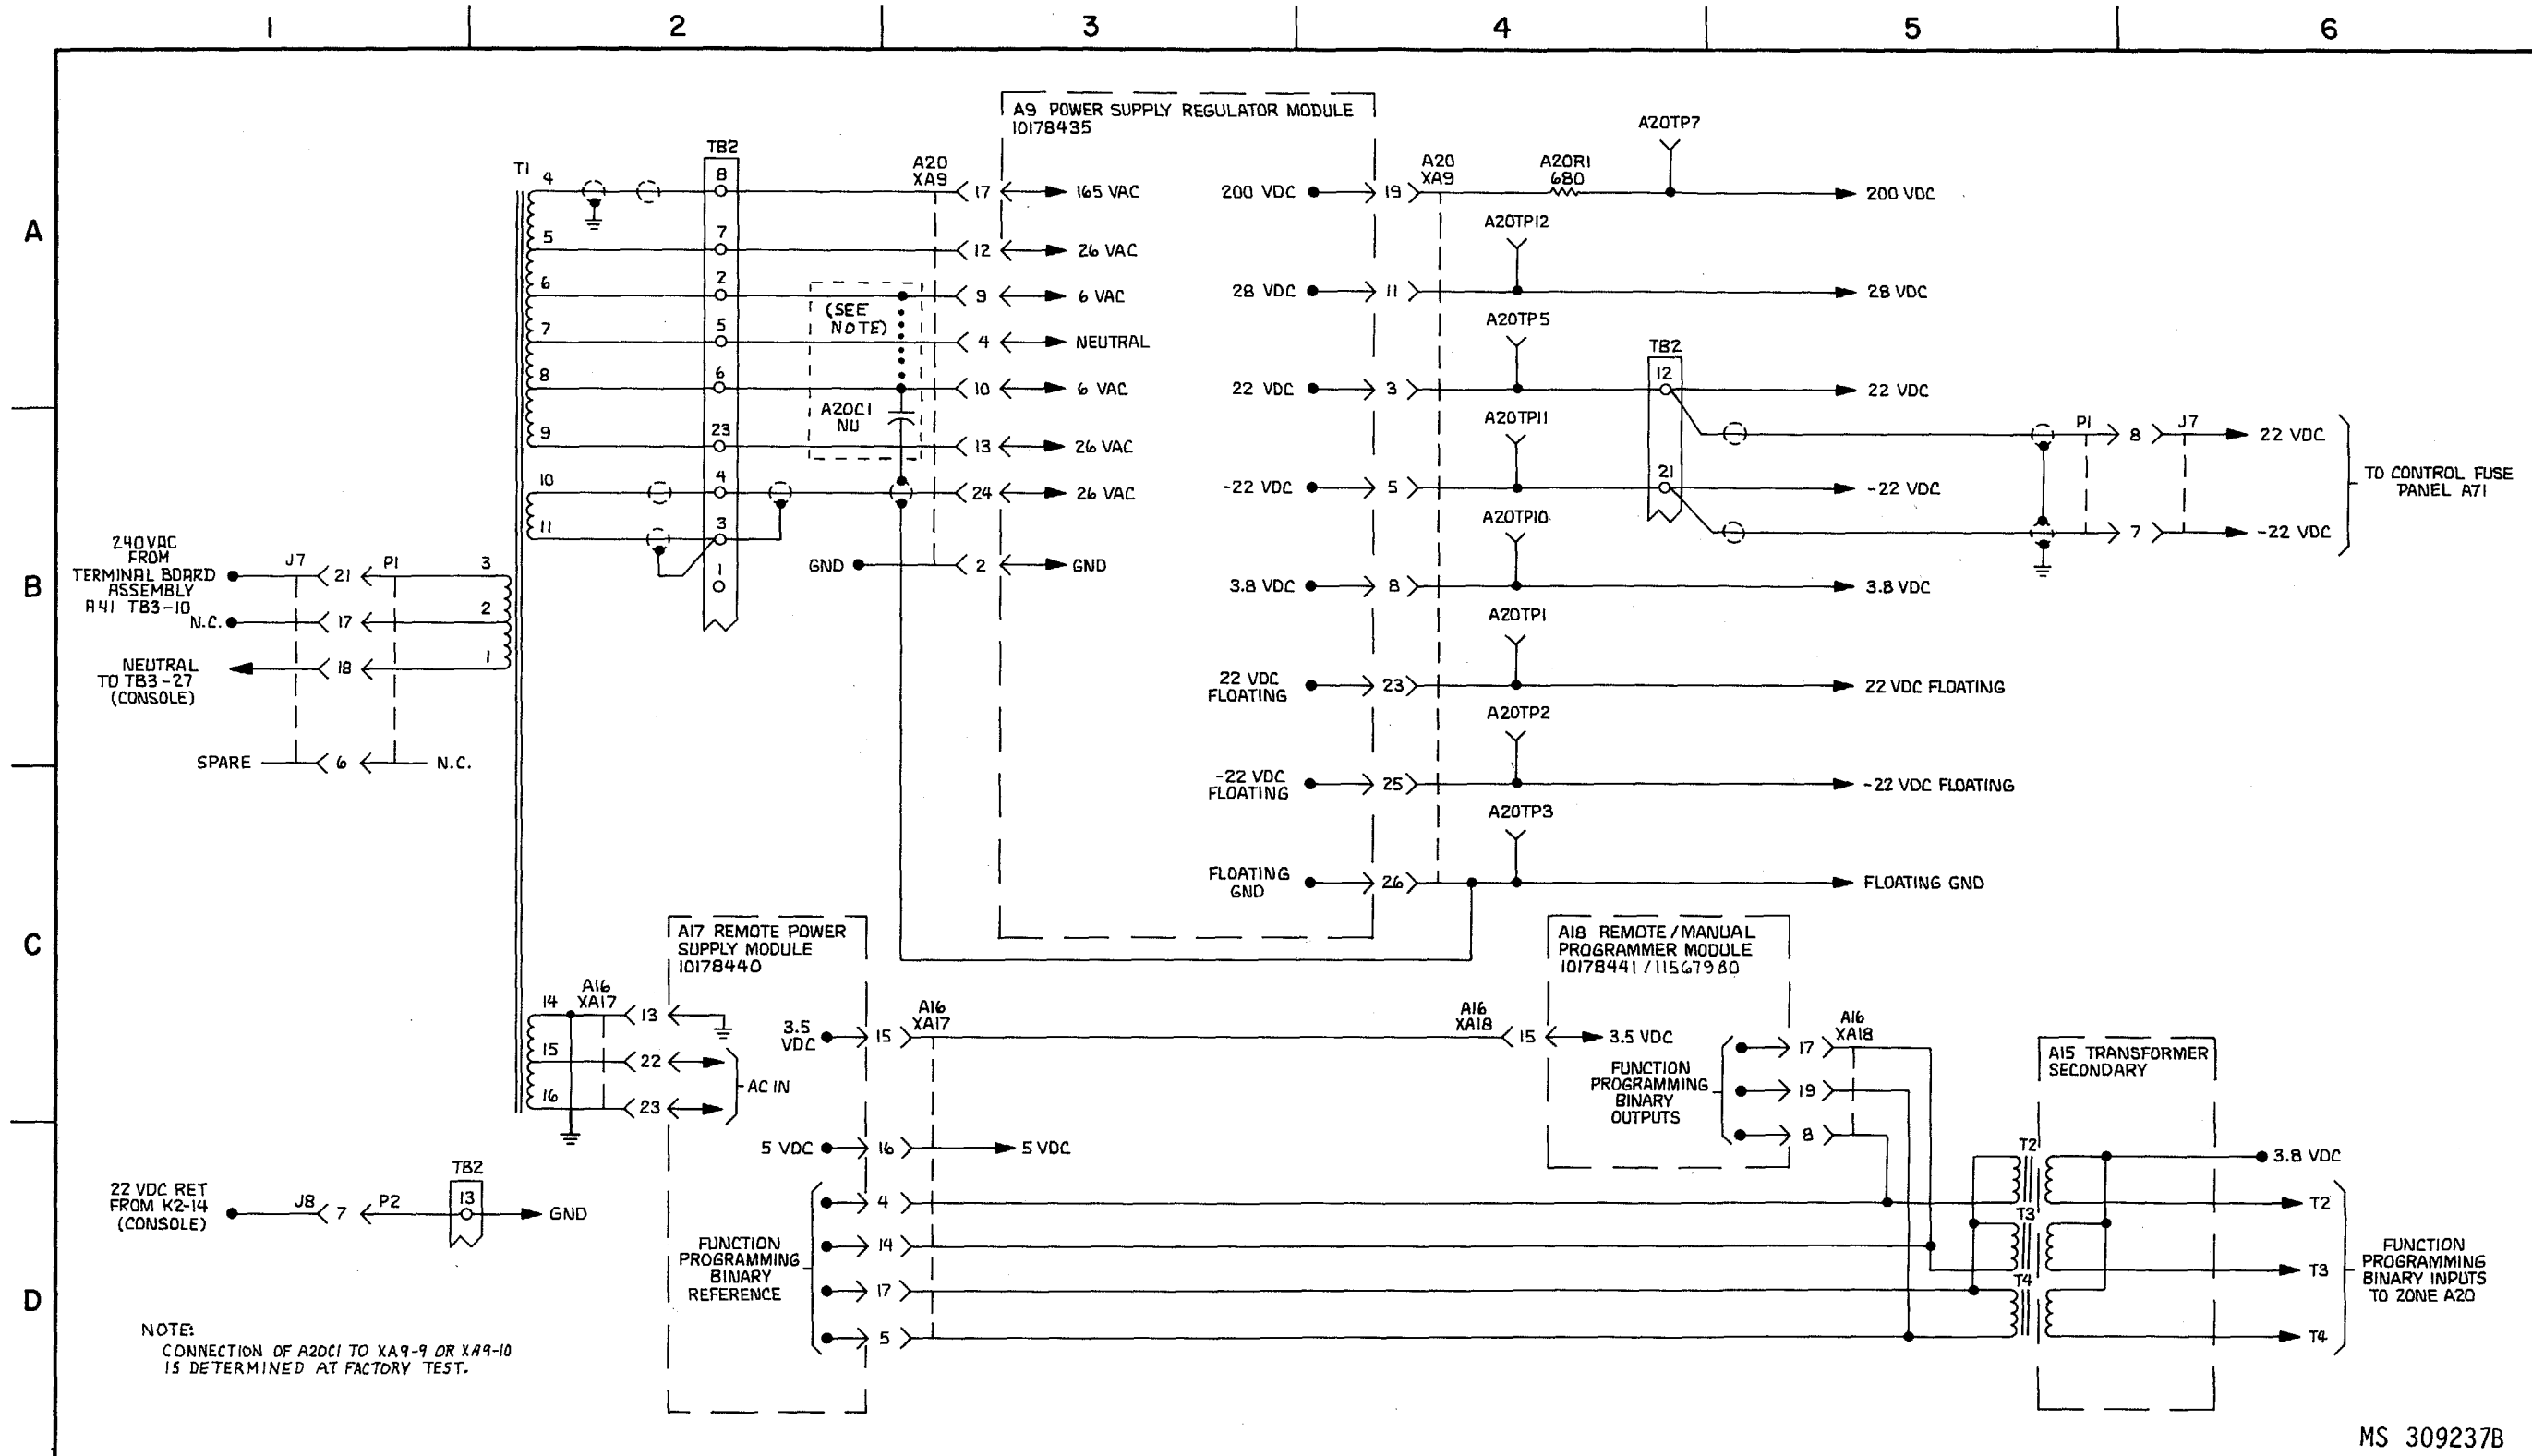 1 2 3 4 5 6
A
B
C
D
A9 POWER SUPPLY REGULATOR MODULE
10178435
T1
4
5
6
7
8
9
10
11
TB2
8
7
2
5
6
23
4
3
1
(SEE
NOTE)
A20C1
NU
A20
XA9
17
165 VAC
12
26 VAC
9
6 VAC
4
NEUTRAL
10
6 VAC
13
26 VAC
24
26 VAC
GND
2
GND
200 VDC
19
28 VDC
11
22 VDC
3
-22 VDC
5
3.8 VDC
8
22 VDC
FLOATING
23
-22 VDC
FLOATING
25
FLOATING
GND
26
A20
XA9
A20R1
680
A20TP7
200 VDC
A20TP12
28 VDC
A20TP5
TB2
12
22 VDC
A20TP11
21
-22 VDC
A20TP10
3.8 VDC
A20TP1
22 VDC FLOATING
A20TP2
-22 VDC FLOATING
A20TP3
FLOATING GND
P1
8
J7
22 VDC
7
-22 VDC
TO CONTROL FUSE
PANEL A71
240VAC
FROM
TERMINAL BOARD
ASSEMBLY
A41 TB3-10
N.C.
J7
21
P1
3
17
2
18
1
NEUTRAL
TO TB3-27
(CONSOLE)
SPARE
6
N.C.
A17 REMOTE POWER
SUPPLY MODULE
10178440
14
15
16
A16
XA17
13
22
23
AC IN
3.5
VDC
15
A16
XA17
A16
XA18
15
3.5 VDC
A18 REMOTE/MANUAL
PROGRAMMER MODULE
10178441/11567980
FUNCTION
PROGRAMMING
BINARY
OUTPUTS
17
19
8
A16
XA18
A15 TRANSFORMER
SECONDARY
5 VDC
16
5 VDC
22 VDC RET
FROM K2-14
(CONSOLE)
J8
7
P2
TB2
13
GND
FUNCTION
PROGRAMMING
BINARY
REFERENCE
4
14
17
5
T2
T3
T4
3.8 VDC
T2
T3
T4
FUNCTION
PROGRAMMING
BINARY INPUTS
TO ZONE A20
NOTE:
CONNECTION OF A20C1 TO XA9-9 OR XA9-10
IS DETERMINED AT FACTORY TEST.
MS 309237B